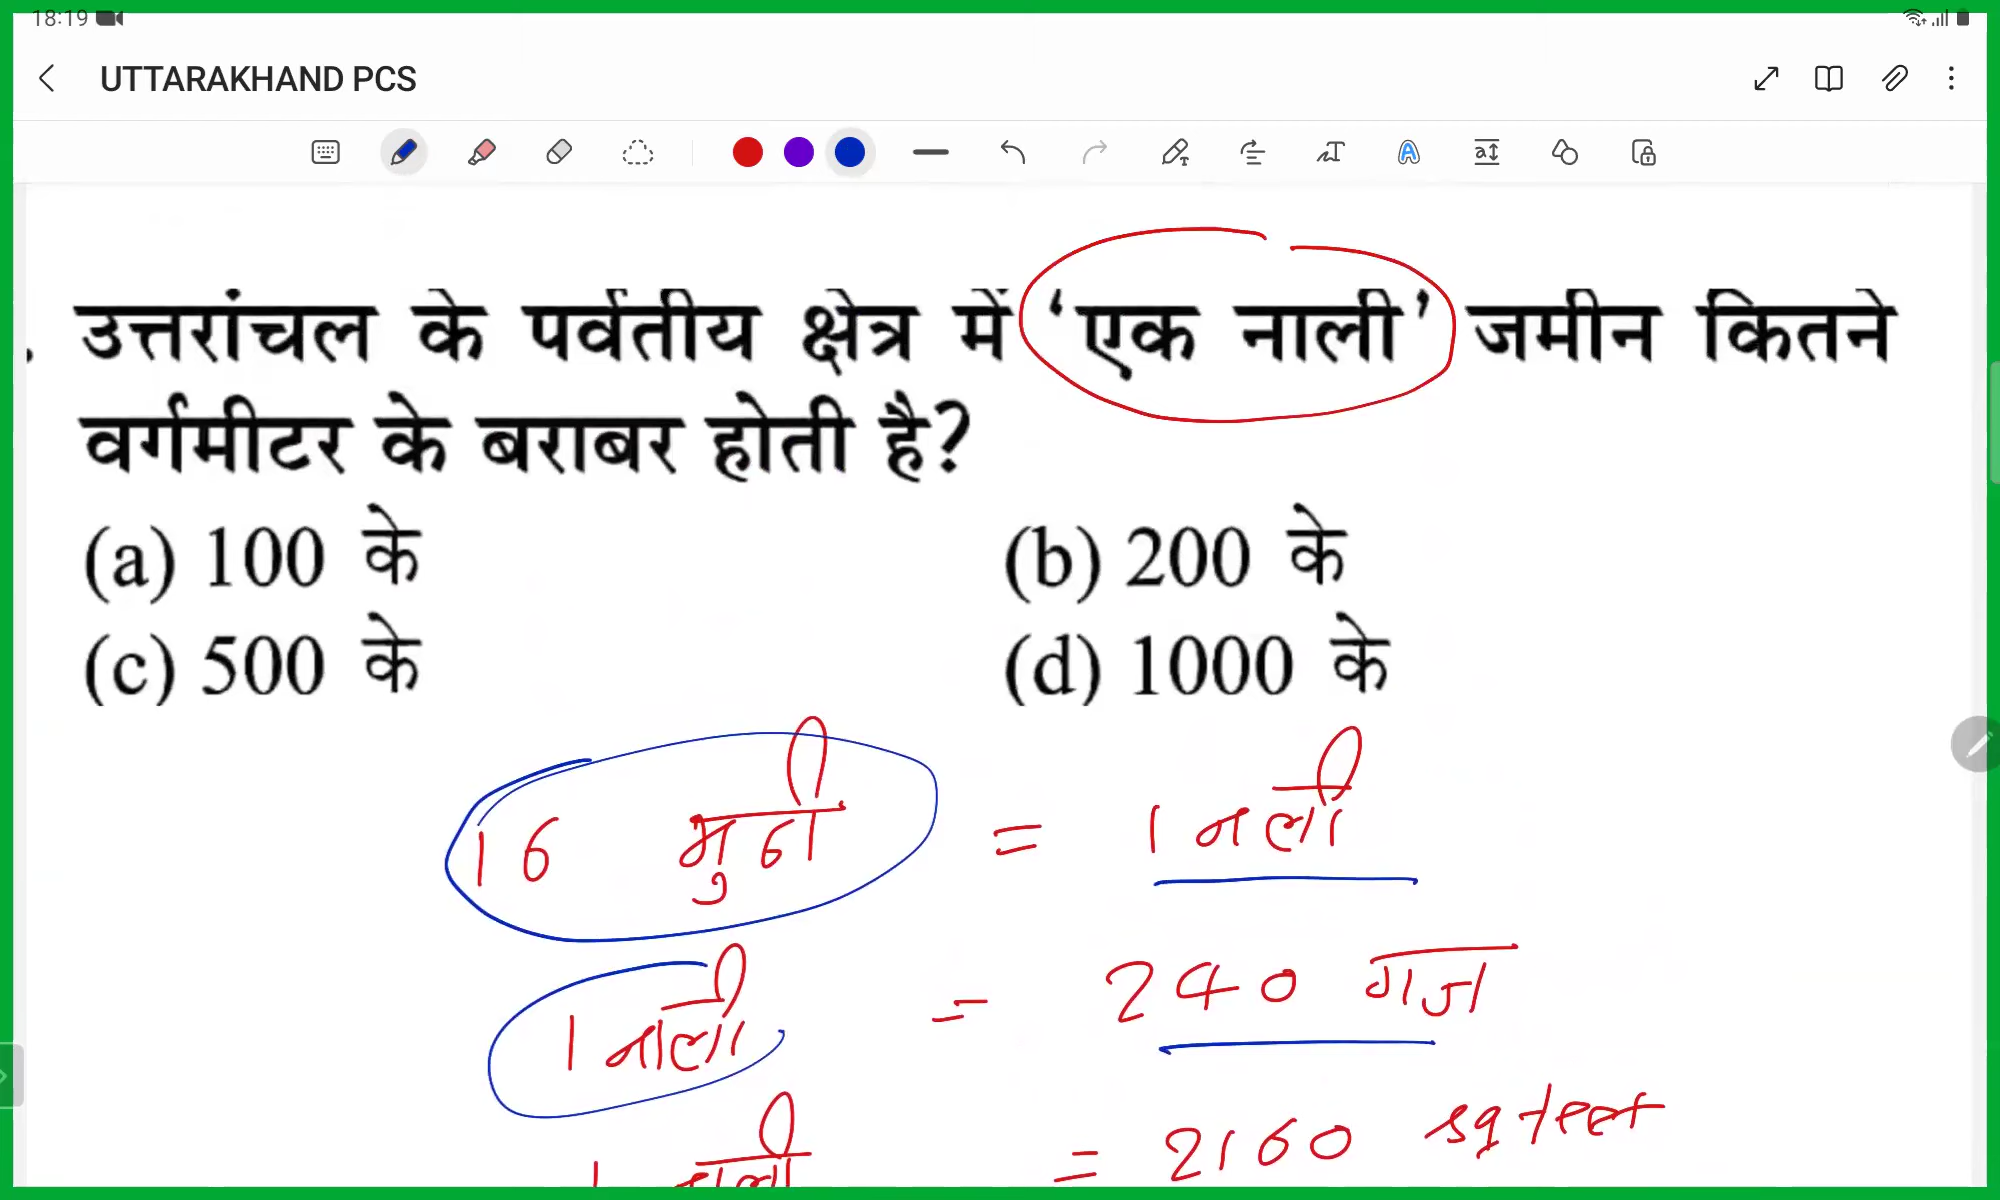 18:19
UTTARAKHAND PCS
. उत्तरांचल के पर्वतीय क्षेत्र में ‘एक नाली’ जमीन कितने
वर्गमीटर के बराबर होती है?
(a) 100 के (b) 200 के
(c) 500 के (d) 1000 के
16 मुठी = 1 नली
1 नाली = 240 गज
1 नाली = 2160 sq feet